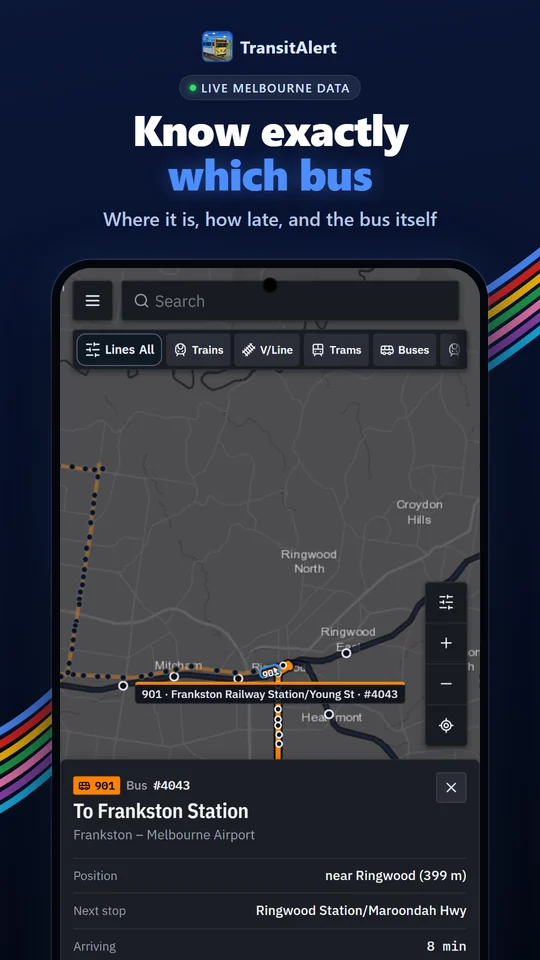 TransitAlert
LIVE MELBOURNE DATA
Know exactly
which bus
Where it is, how late, and the bus itself
Search
Lines All
Trains
V/Line
Trams
Buses
Croydon
Hills
Ringwood
North
Ringwood
Mitcham
901
901 · Frankston Railway Station/Young St · #4043
Heathmont
901 Bus #4043
To Frankston Station
Frankston – Melbourne Airport
Position near Ringwood (399 m)
Next stop Ringwood Station/Maroondah Hwy
Arriving 8 min